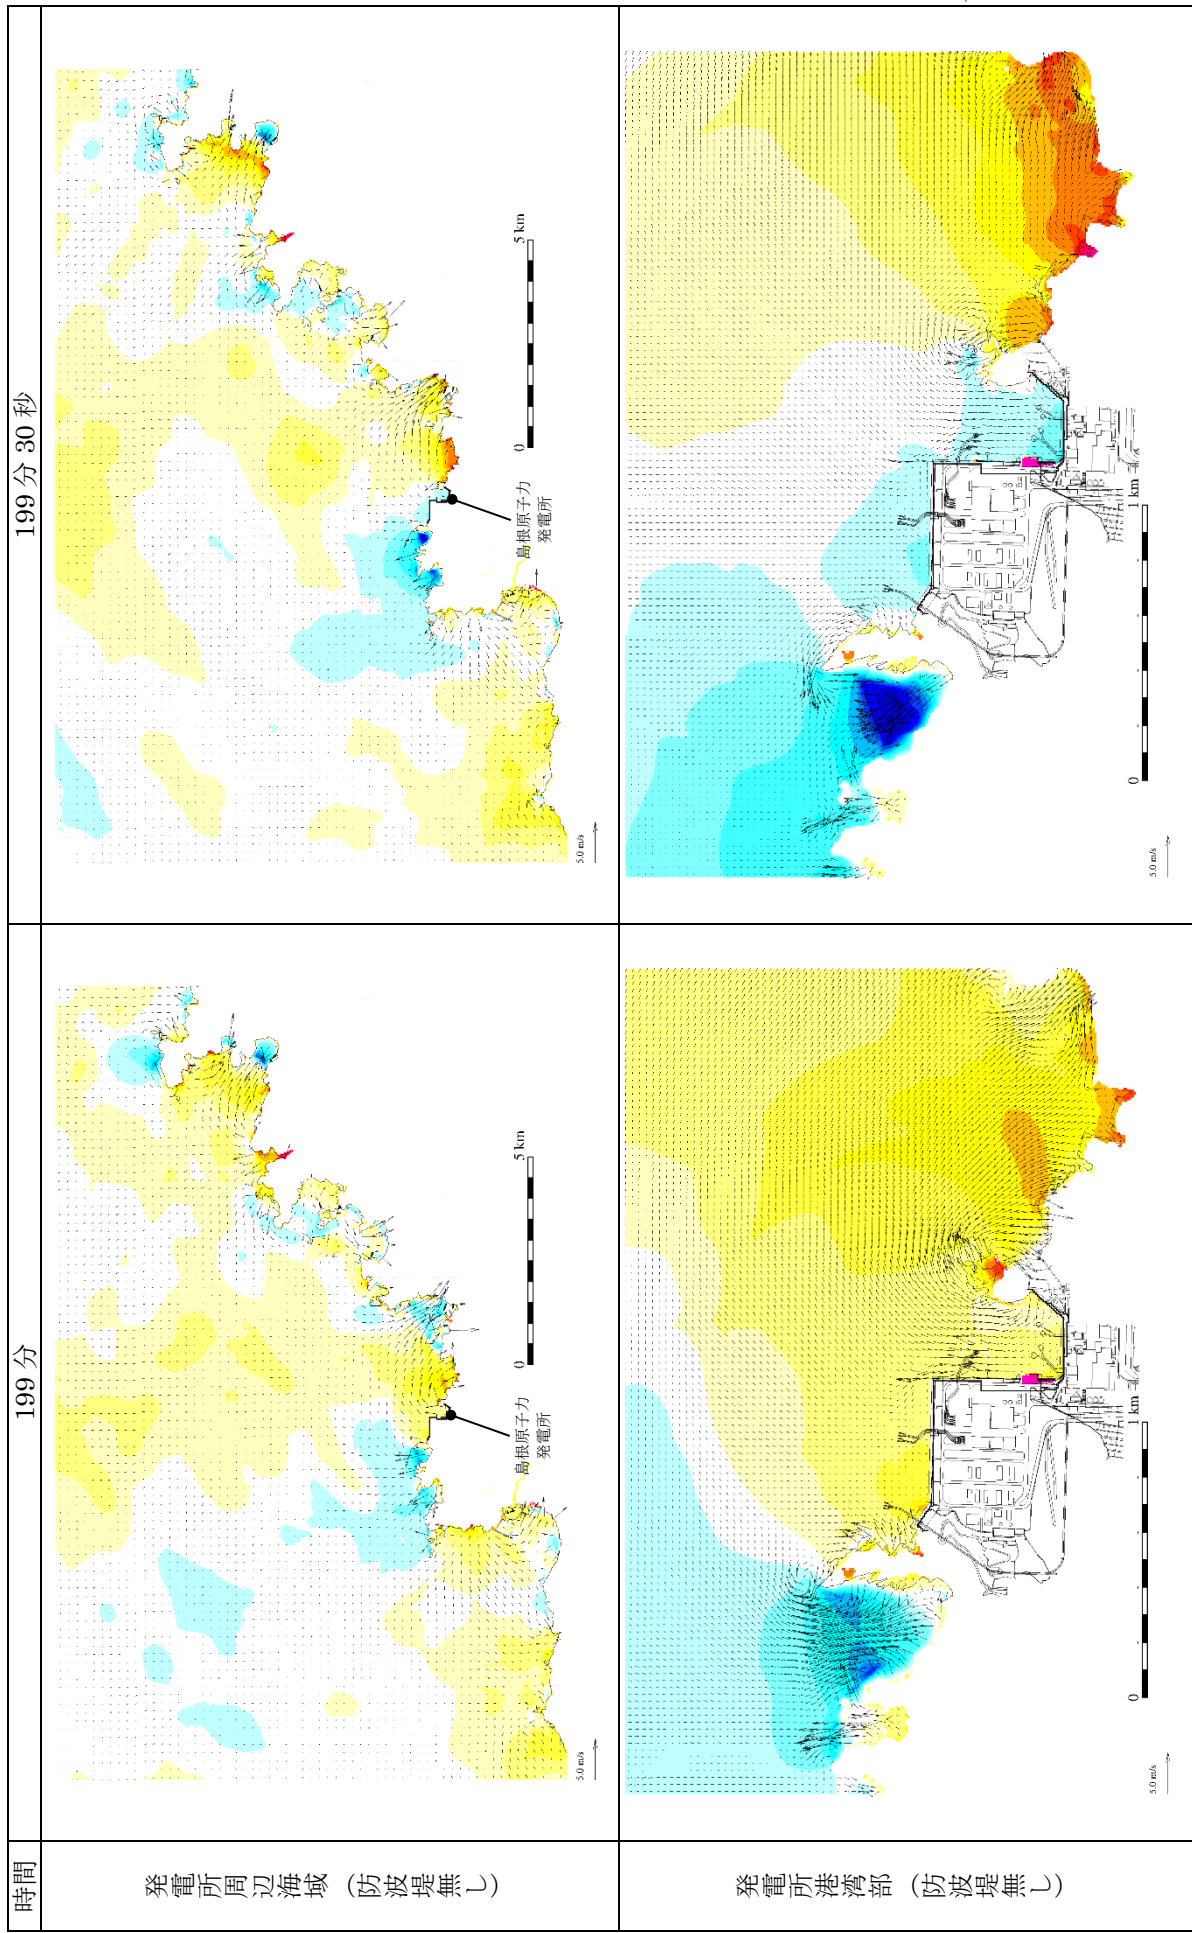 時間
199分
199分30秒
発電所周辺海域（防波堤無し）
5.0 m/s
島根原子力
発電所
0
5 km
5.0 m/s
島根原子力
発電所
0
5 km
発電所港湾部（防波堤無し）
5.0 m/s
0
1 km
5.0 m/s
0
1 km